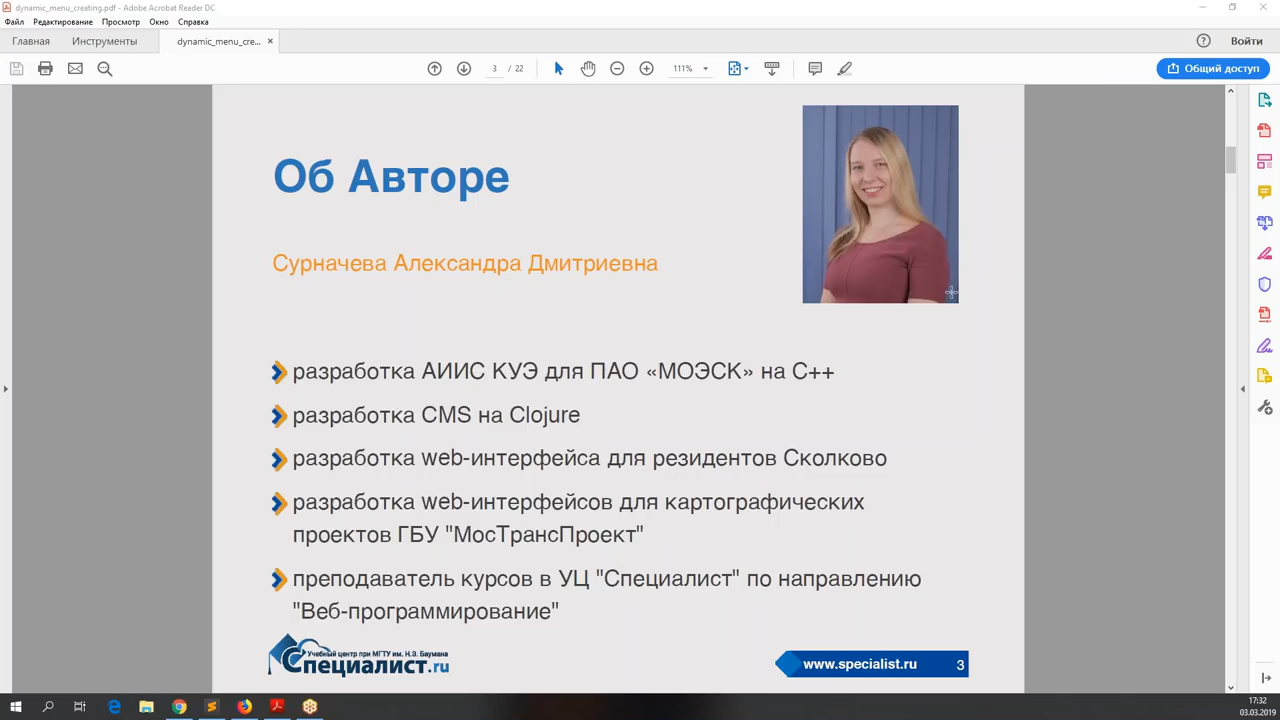 dynamic_menu_creating.pdf - Adobe Acrobat Reader DC
Файл Редактирование Просмотр Окно Справка
Главная Инструменты dynamic_menu_cre... × Войти
3 / 22 111% Общий доступ
Об Авторе
Сурначева Александра Дмитриевна
разработка АИИС КУЭ для ПАО «МОЭСК» на C++
разработка CMS на Clojure
разработка web-интерфейса для резидентов Сколково
разработка web-интерфейсов для картографических
проектов ГБУ "МосТрансПроект"
преподаватель курсов в УЦ "Специалист" по направлению
"Веб-программирование"
Учебный центр при МГТУ им. Н.Э. Баумана
Специалист.ru
www.specialist.ru 3
17:32
03.03.2019